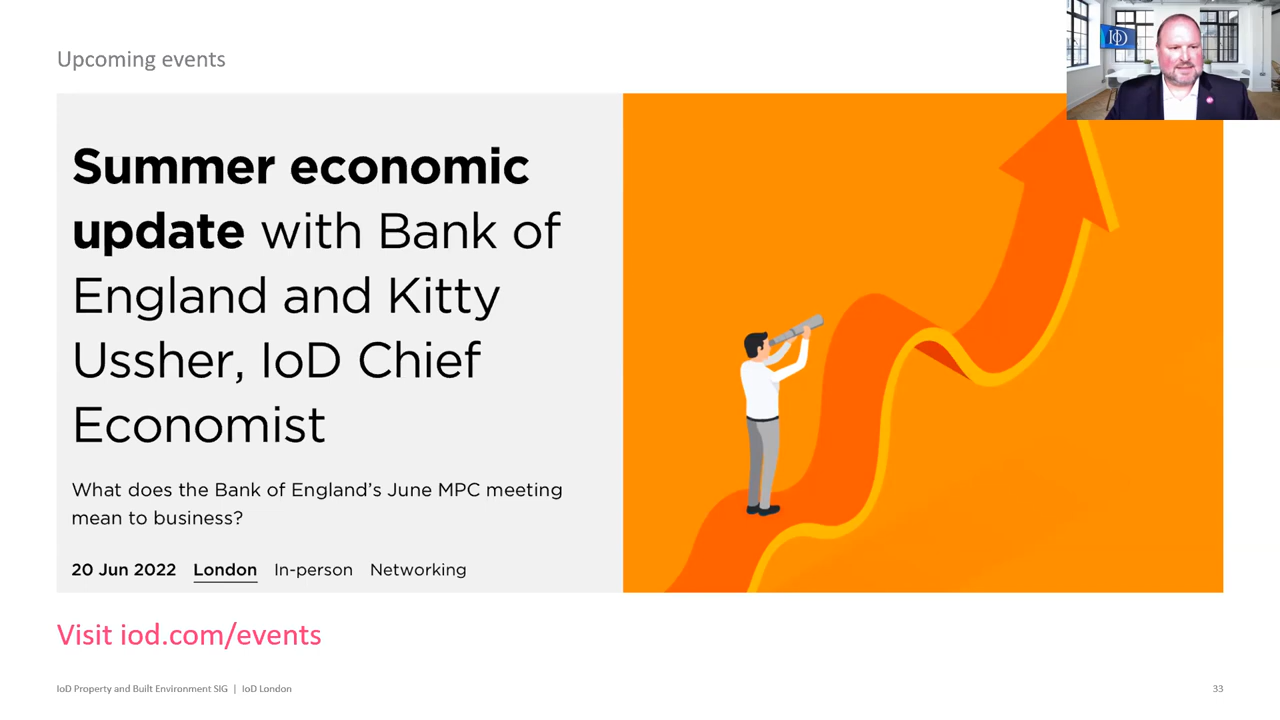 Upcoming events
IOD
Summer economic
update with Bank of
England and Kitty
Ussher, IoD Chief
Economist
What does the Bank of England’s June MPC meeting
mean to business?
20 Jun 2022 London In-person Networking
Visit iod.com/events
IoD Property and Built Environment SIG | IoD London
33